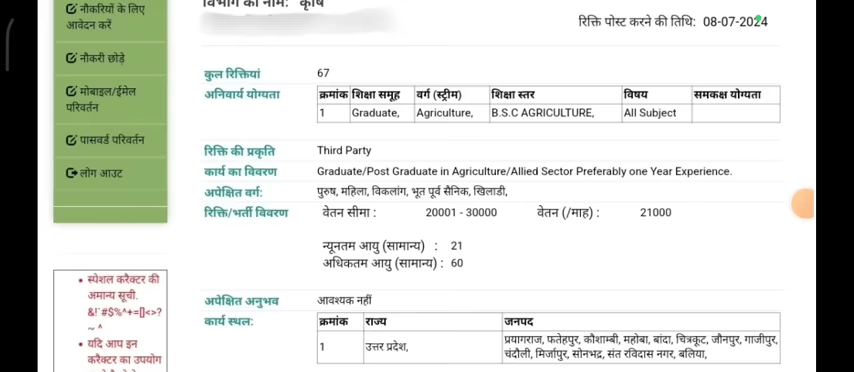 नौकरियों के लिए
आवेदन करें
नौकरी छोड़े
मोबाइल/ईमेल
परिवर्तन
पासवर्ड परिवर्तन
लोग आउट
स्पेशल करैक्टर की
अमान्य सूची.
&!`#$%^+=[]<>?
~ ^
यदि आप इन
करैक्टर का उपयोग
विभाग का नाम: कृषि
रिक्ति पोस्ट करने की तिथि: 08-07-2024
कुल रिक्तियां 67
अनिवार्य योग्यता क्रमांक शिक्षा समूह वर्ग (स्ट्रीम) शिक्षा स्तर विषय समकक्ष योग्यता
1 Graduate, Agriculture, B.S.C AGRICULTURE, All Subject
रिक्ति की प्रकृति Third Party
कार्य का विवरण Graduate/Post Graduate in Agriculture/Allied Sector Preferably one Year Experience.
अपेक्षित वर्ग: पुरुष, महिला, विकलांग, भूत पूर्व सैनिक, खिलाडी,
रिक्ति/भर्ती विवरण वेतन सीमा : 20001 - 30000 वेतन (/माह) : 21000
न्यूनतम आयु (सामान्य) : 21
अधिकतम आयु (सामान्य) : 60
अपेक्षित अनुभव आवश्यक नहीं
कार्य स्थल: क्रमांक राज्य जनपद
1 उत्तर प्रदेश, प्रयागराज, फतेहपुर, कौशाम्बी, महोबा, बांदा, चित्रकूट, जौनपुर, गाजीपुर,
चंदौली, मिर्जापुर, सोनभद्र, संत रविदास नगर, बलिया,